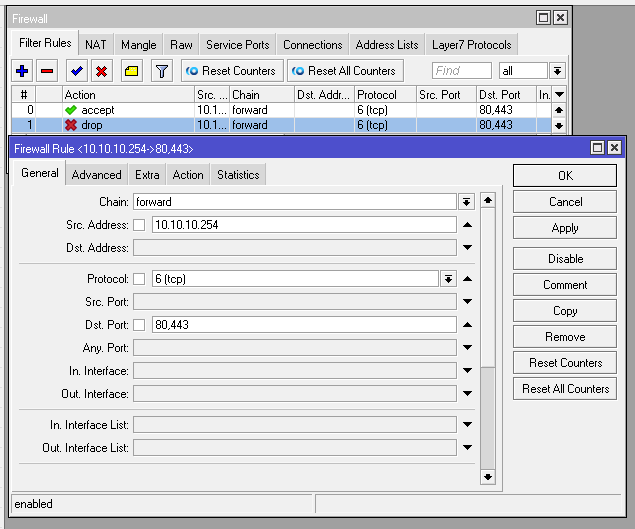 Firewall
Filter Rules NAT Mangle Raw Service Ports Connections Address Lists Layer7 Protocols
Reset Counters Reset All Counters Find all
# Action Src. ... Chain Dst. Addr... Protocol Src. Port Dst. Port In.
0 accept 10.1... forward 6 (tcp) 80,443
1 drop 10.1... forward 6 (tcp) 80,443
Firewall Rule <10.10.10.254->80,443>
General Advanced Extra Action Statistics
Chain: forward
Src. Address: 10.10.10.254
Dst. Address:
Protocol: 6 (tcp)
Src. Port:
Dst. Port: 80,443
Any. Port:
In. Interface:
Out. Interface:
In. Interface List:
Out. Interface List:
OK
Cancel
Apply
Disable
Comment
Copy
Remove
Reset Counters
Reset All Counters
enabled